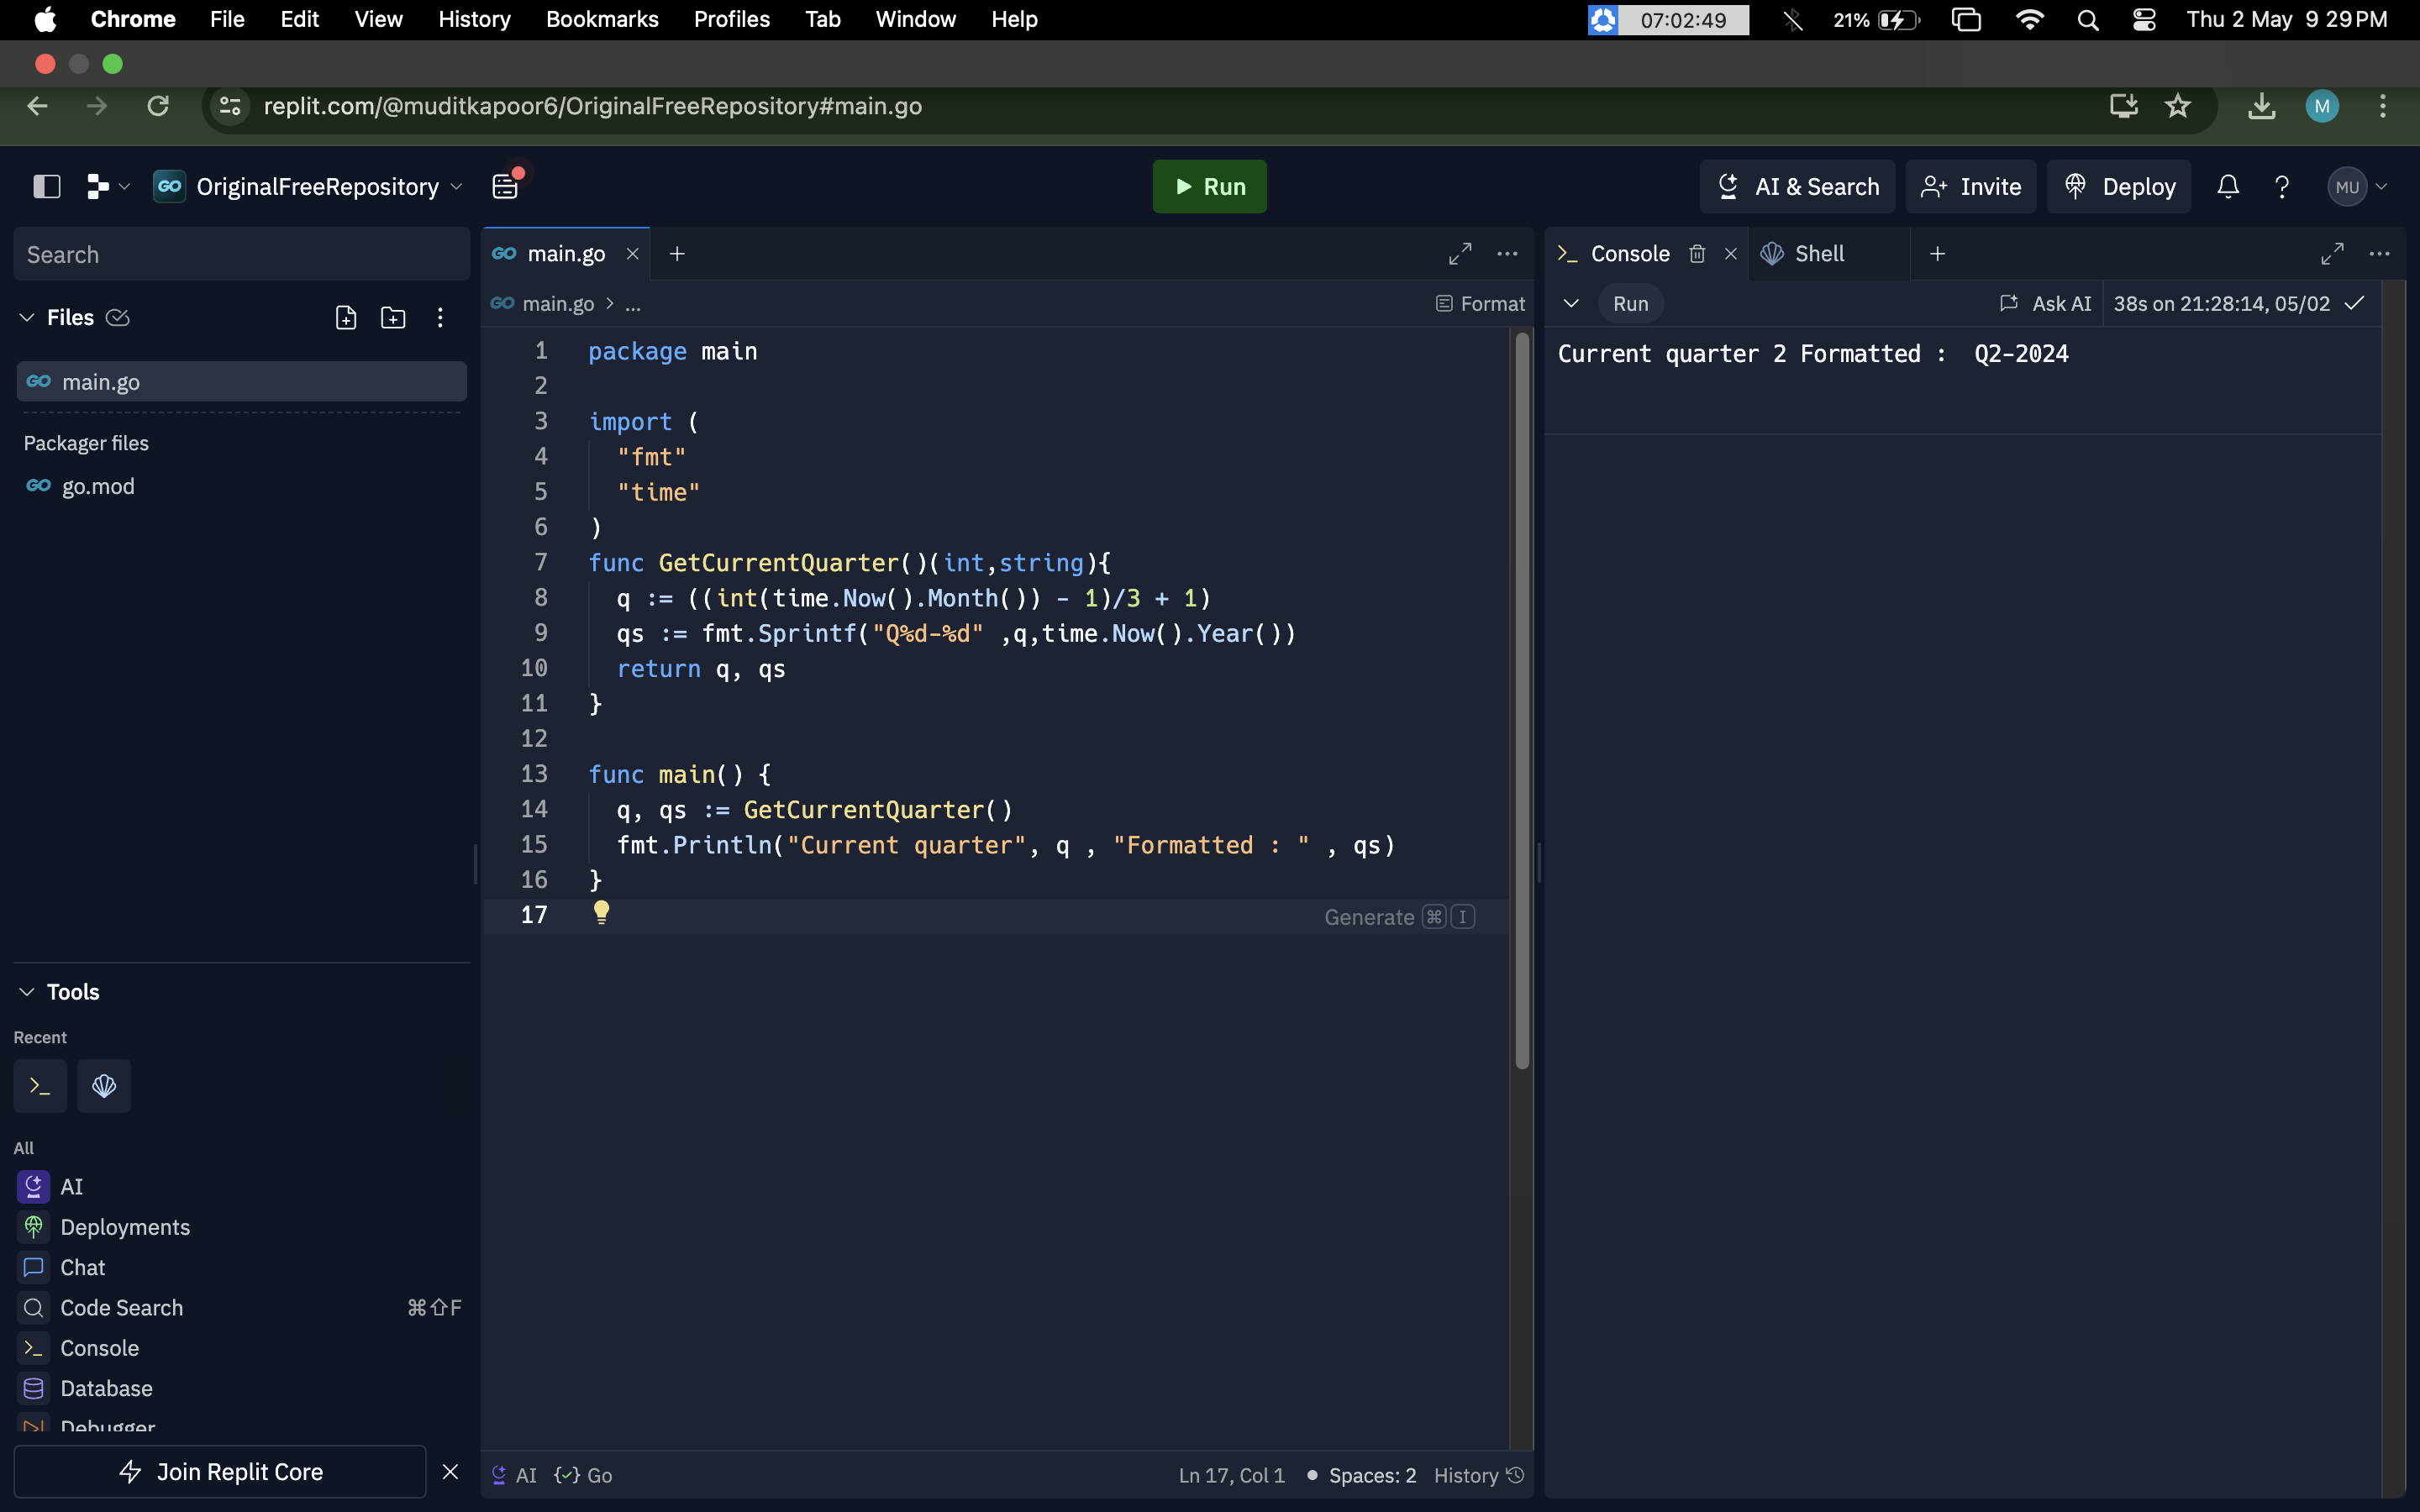 Chrome File Edit View History Bookmarks Profiles Tab Window Help 07:02:49 21% Thu 2 May 9 29 PM
replit.com/@muditkapoor6/OriginalFreeRepository#main.go M
GO OriginalFreeRepository Run AI & Search Invite Deploy ? MU
Search
Files
GO main.go
Packager files
GO go.mod
Tools
Recent
All
AI
Deployments
Chat
Code Search ⌘⇧F
Console
Database
Debugger
Join Replit Core
GO main.go
GO main.go > ... Format
1 package main
2
3 import (
4 "fmt"
5 "time"
6 )
7 func GetCurrentQuarter()(int,string){
8 q := ((int(time.Now().Month()) - 1)/3 + 1)
9 qs := fmt.Sprintf("Q%d-%d" ,q,time.Now().Year())
10 return q, qs
11 }
12
13 func main() {
14 q, qs := GetCurrentQuarter()
15 fmt.Println("Current quarter", q , "Formatted : " , qs)
16 }
17 Generate ⌘ I
AI Go Ln 17, Col 1 Spaces: 2 History
Console Shell
Run Ask AI 38s on 21:28:14, 05/02
Current quarter 2 Formatted :  Q2-2024